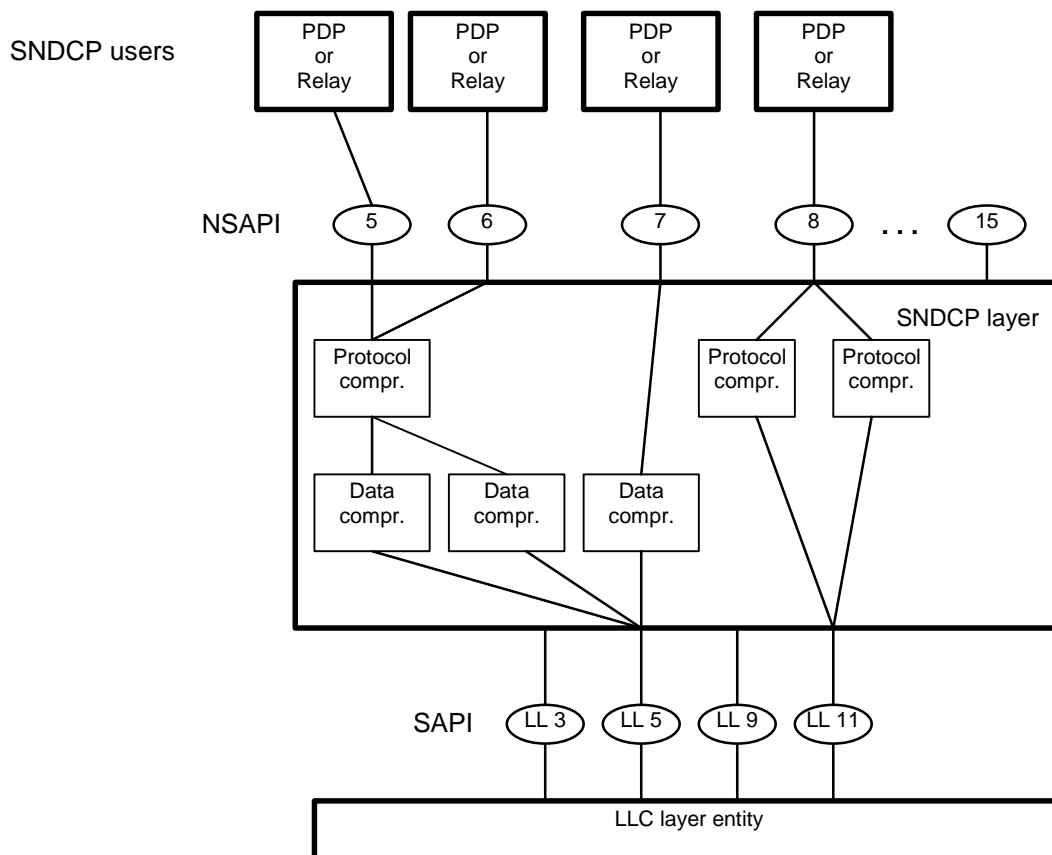 SNDCP users
PDP
or
Relay
PDP
or
Relay
PDP
or
Relay
PDP
or
Relay
NSAPI
5
6
7
8
. . .
15
SNDCP layer
Protocol
compr.
Protocol
compr.
Protocol
compr.
Data
compr.
Data
compr.
Data
compr.
SAPI
LL 3
LL 5
LL 9
LL 11
LLC layer entity